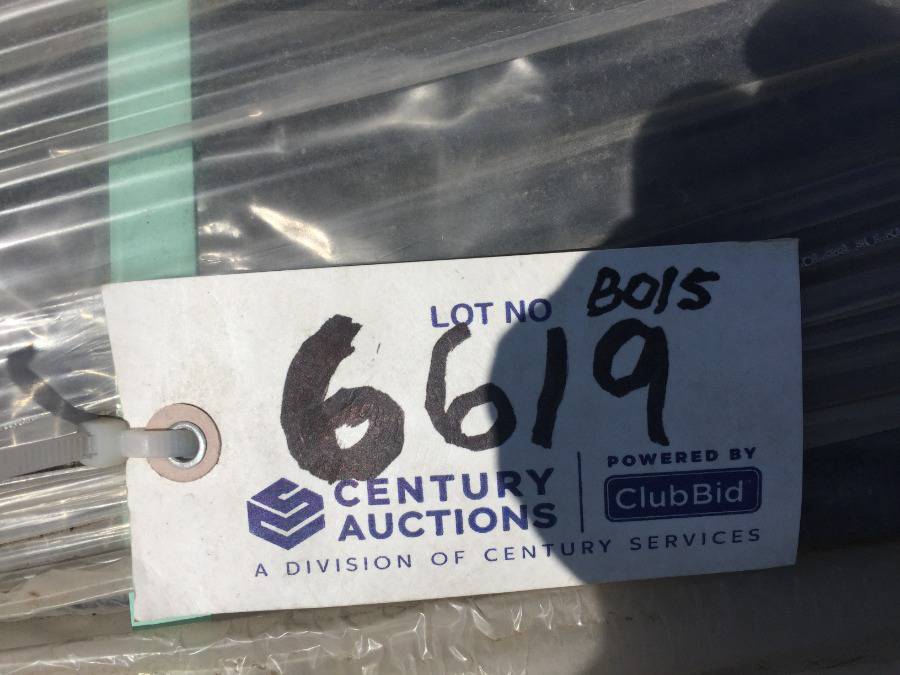 LOT NO B015
6619
CENTURY
AUCTIONS
POWERED BY
ClubBid
A DIVISION OF CENTURY SERVICES